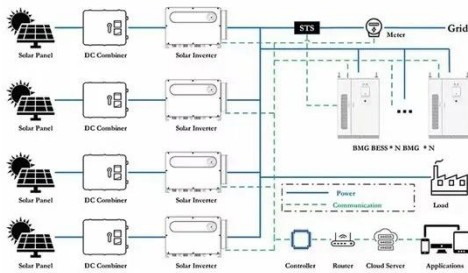 STS
Meter
Grid
Solar Panel
DC Combiner
Solar Inverter
Solar Panel
DC Combiner
Solar Inverter
BMG BESS * N BMG * N
Solar Panel
DC Combiner
Solar Inverter
Power
Communication
Load
Solar Panel
DC Combiner
Solar Inverter
Controller
Router
Cloud Server
Applications